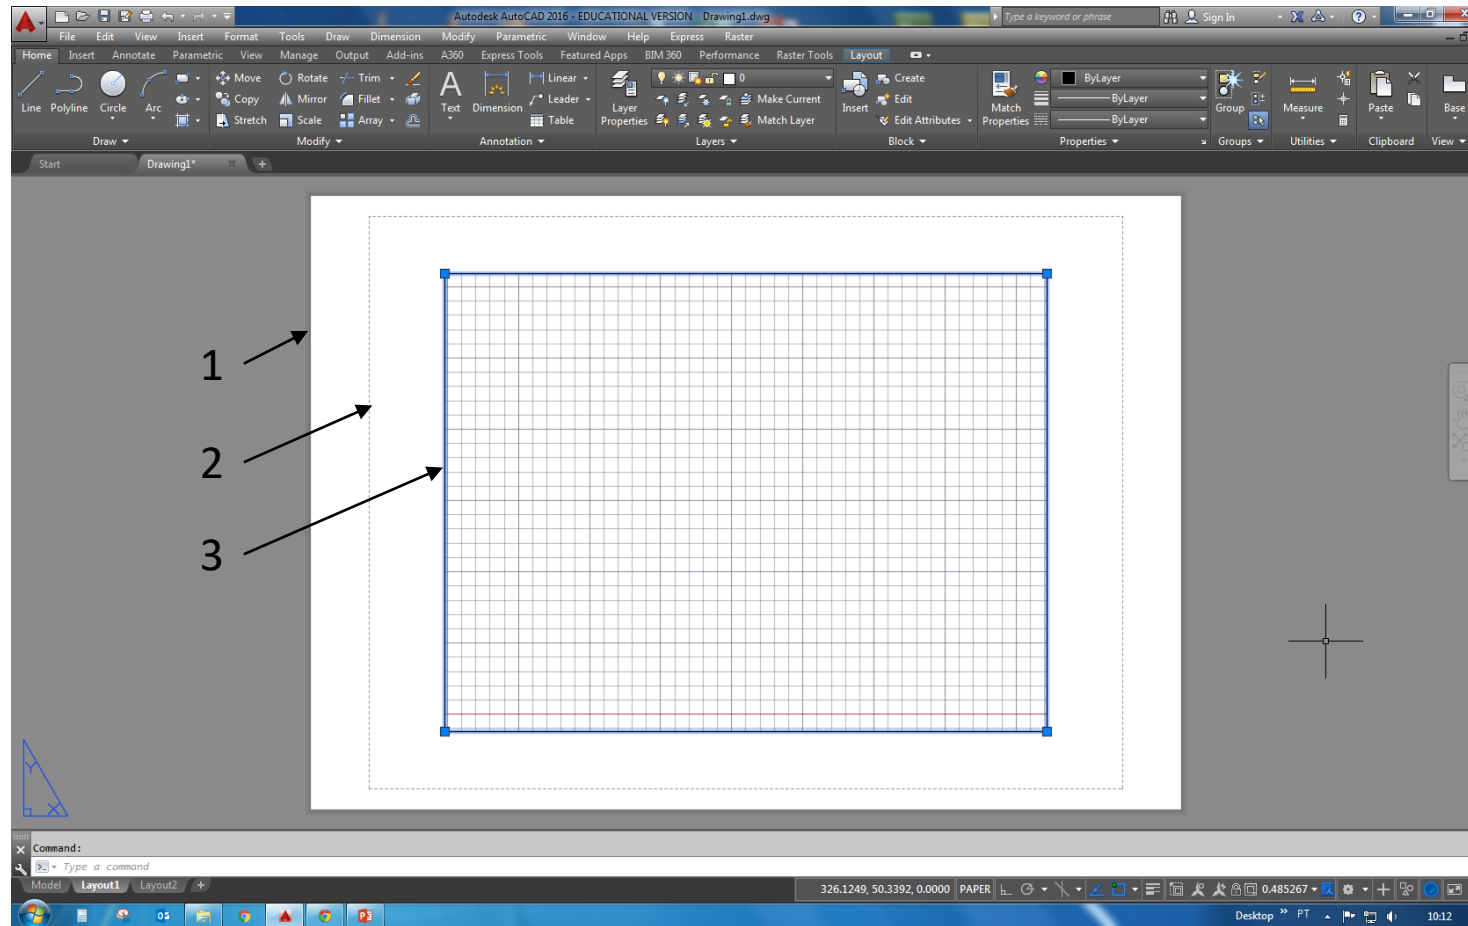 Autodesk AutoCAD 2016 - EDUCATIONAL VERSION Drawing1.dwg
Type a keyword or phrase
Sign In
File Edit View Insert Format Tools Draw Dimension Modify Parametric Window Help Express Raster
Home Insert Annotate Parametric View Manage Output Add-ins A360 Express Tools Featured Apps BIM 360 Performance Raster Tools Layout
Line Polyline Circle Arc
Move Rotate Trim
Copy Mirror Fillet
Stretch Scale Array
Text Dimension
Linear
Leader
Table
Layer Properties
0
Make Current
Match Layer
Insert
Create
Edit
Edit Attributes
Match Properties
ByLayer
ByLayer
ByLayer
Group Measure Paste Base
Draw Modify Annotation Layers Block Properties Groups Utilities Clipboard View
Start Drawing1*
1
2
3
Y
X
Command:
Type a command
Model Layout1 Layout2
326.1249, 50.3392, 0.0000 PAPER 0.485267
Desktop PT 10:12